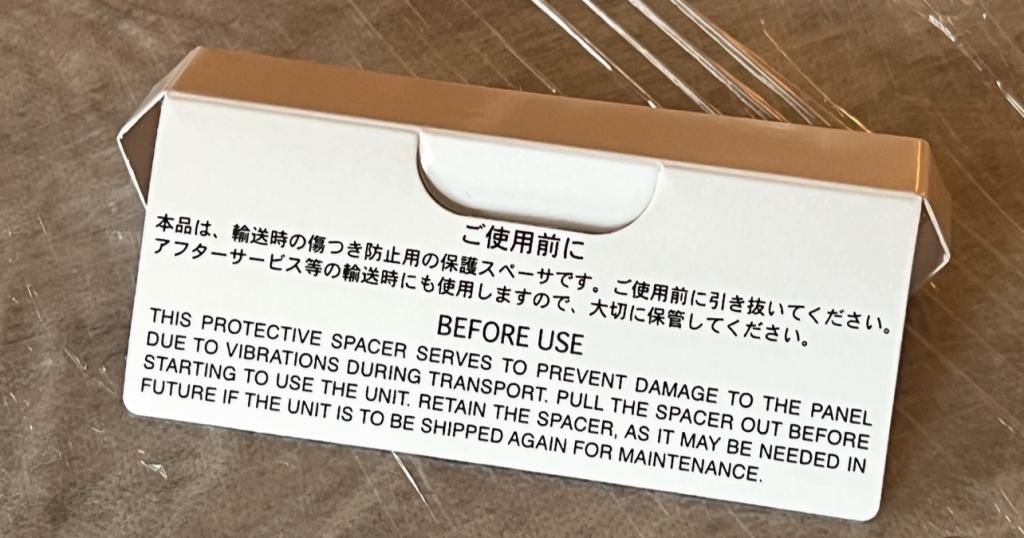 ご使用前に
本品は、輸送時の傷つき防止用の保護スペーサです。ご使用前に引き抜いてください。
アフターサービス等の輸送時にも使用しますので、大切に保管してください。
BEFORE USE
THIS PROTECTIVE SPACER SERVES TO PREVENT DAMAGE TO THE PANEL
DUE TO VIBRATIONS DURING TRANSPORT. PULL THE SPACER OUT BEFORE
STARTING TO USE THE UNIT. RETAIN THE SPACER, AS IT MAY BE NEEDED IN
FUTURE IF THE UNIT IS TO BE SHIPPED AGAIN FOR MAINTENANCE.